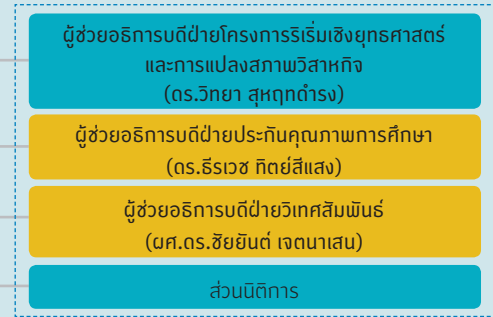 ผู้ช่วยอธิการบดีฝ่ายโครงการริเริ่มเชิงยุทธศาสตร์
และการแปลงสภาพวิสาหกิจ
(ดร.วิทยา สุหฤทดำรง)
ผู้ช่วยอธิการบดีฝ่ายประกันคุณภาพการศึกษา
(ดร.ธีรเวช ทิตย์สีแสง)
ผู้ช่วยอธิการบดีฝ่ายวิเทศสัมพันธ์
(ผศ.ดร.ชัยยันต์ เจตนาเสน)
ส่วนนิติการ